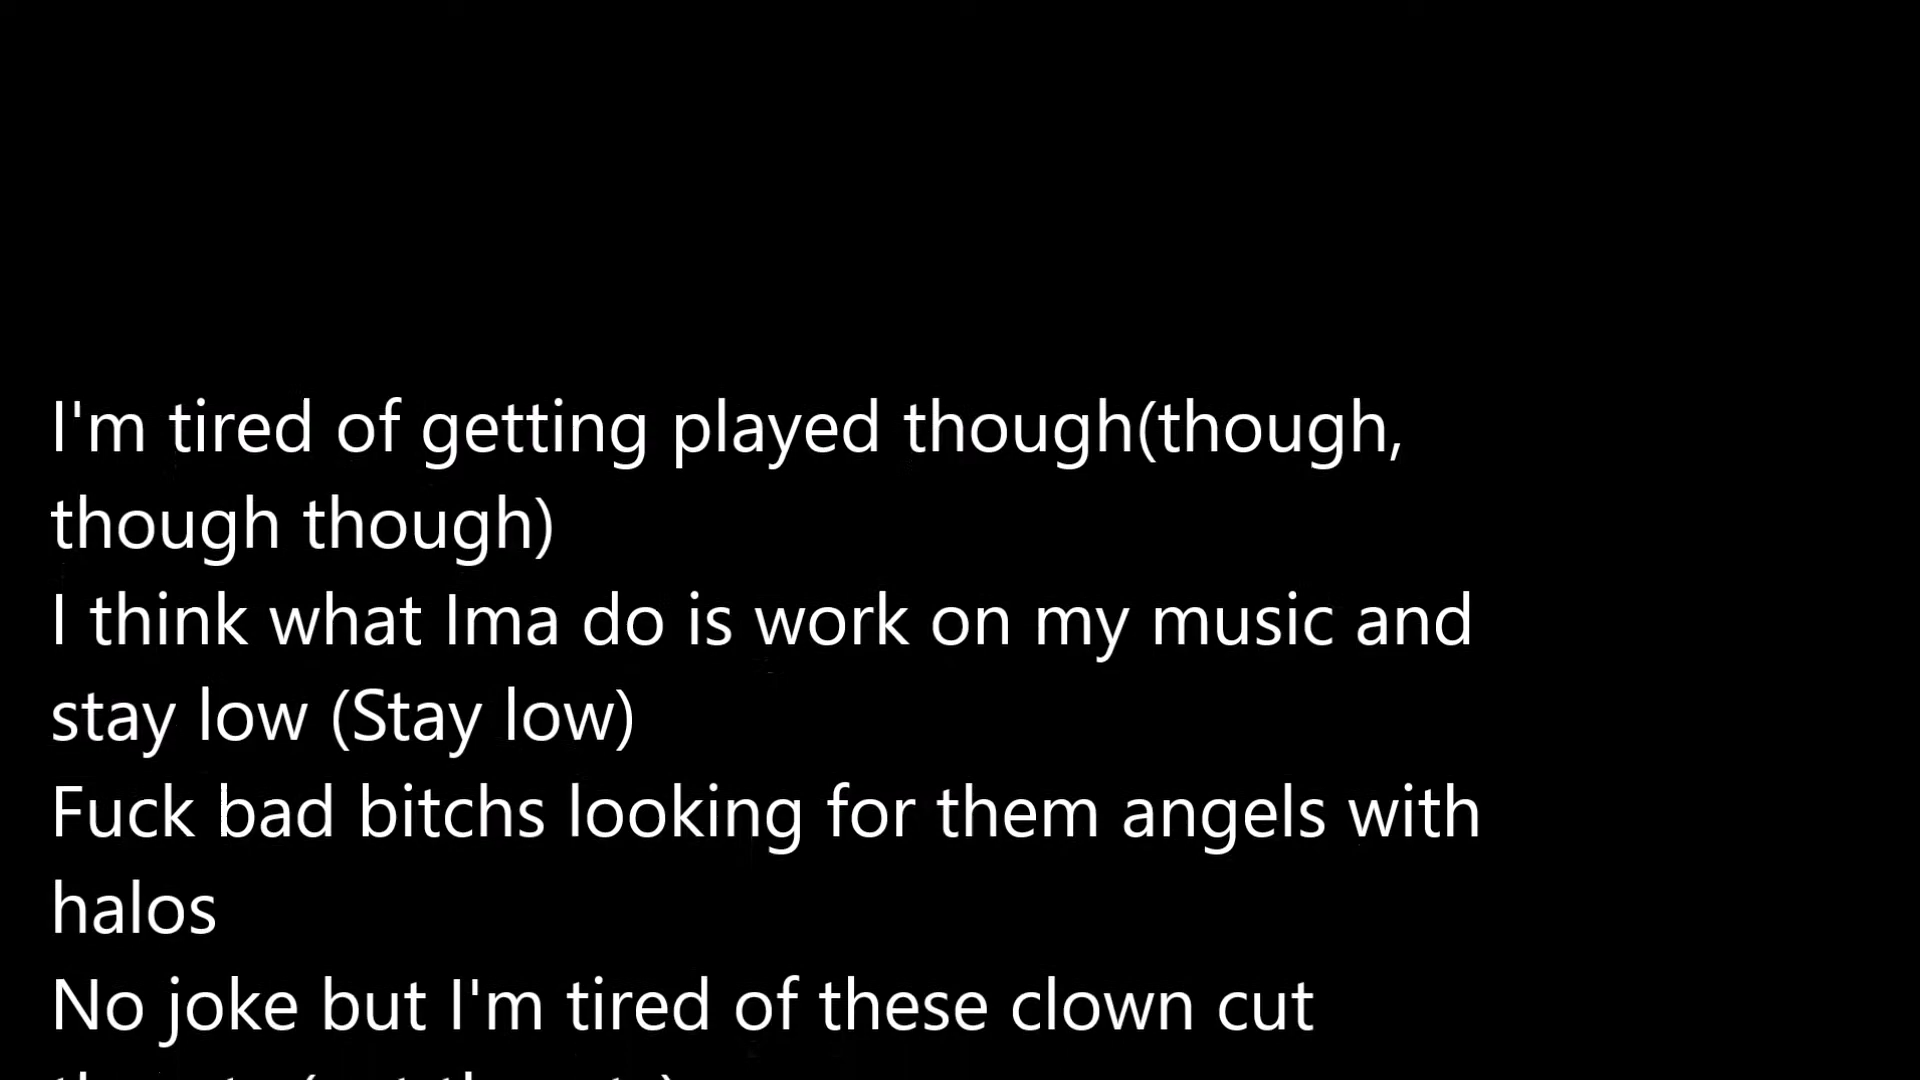 I'm tired of getting played though(though,
though though)
I think what Ima do is work on my music and
stay low (Stay low)
Fuck bad bitchs looking for them angels with
halos
No joke but I'm tired of these clown cut